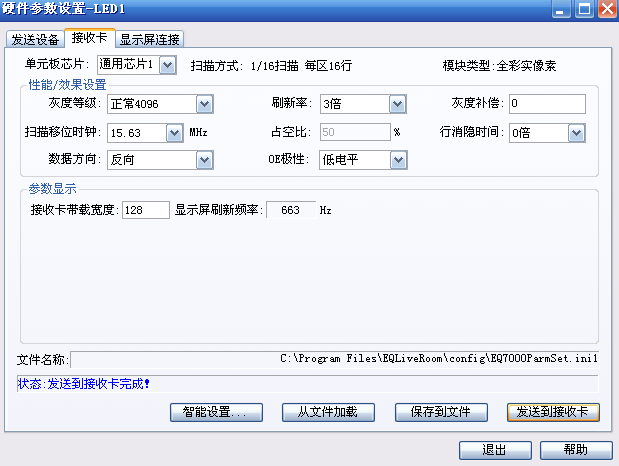 硬件参数设置-LED1
发送设备 接收卡 显示屏连接
单元板芯片: 通用芯片1 扫描方式: 1/16扫描 每区16行 模块类型:全彩实像素
性能/效果设置
灰度等级: 正常4096 刷新率: 3倍 灰度补偿: 0
扫描移位时钟: 15.63 MHz 占空比: 50 % 行消隐时间: 0倍
数据方向: 反向 OE极性: 低电平
参数显示
接收卡带载宽度: 128 显示屏刷新频率: 663 Hz
文件名称: C:\Program Files\EQLiveRoom\config\EQ7000ParmSet.ini1
状态:发送到接收卡完成!
智能设置... 从文件加载 保存到文件 发送到接收卡
退出 帮助